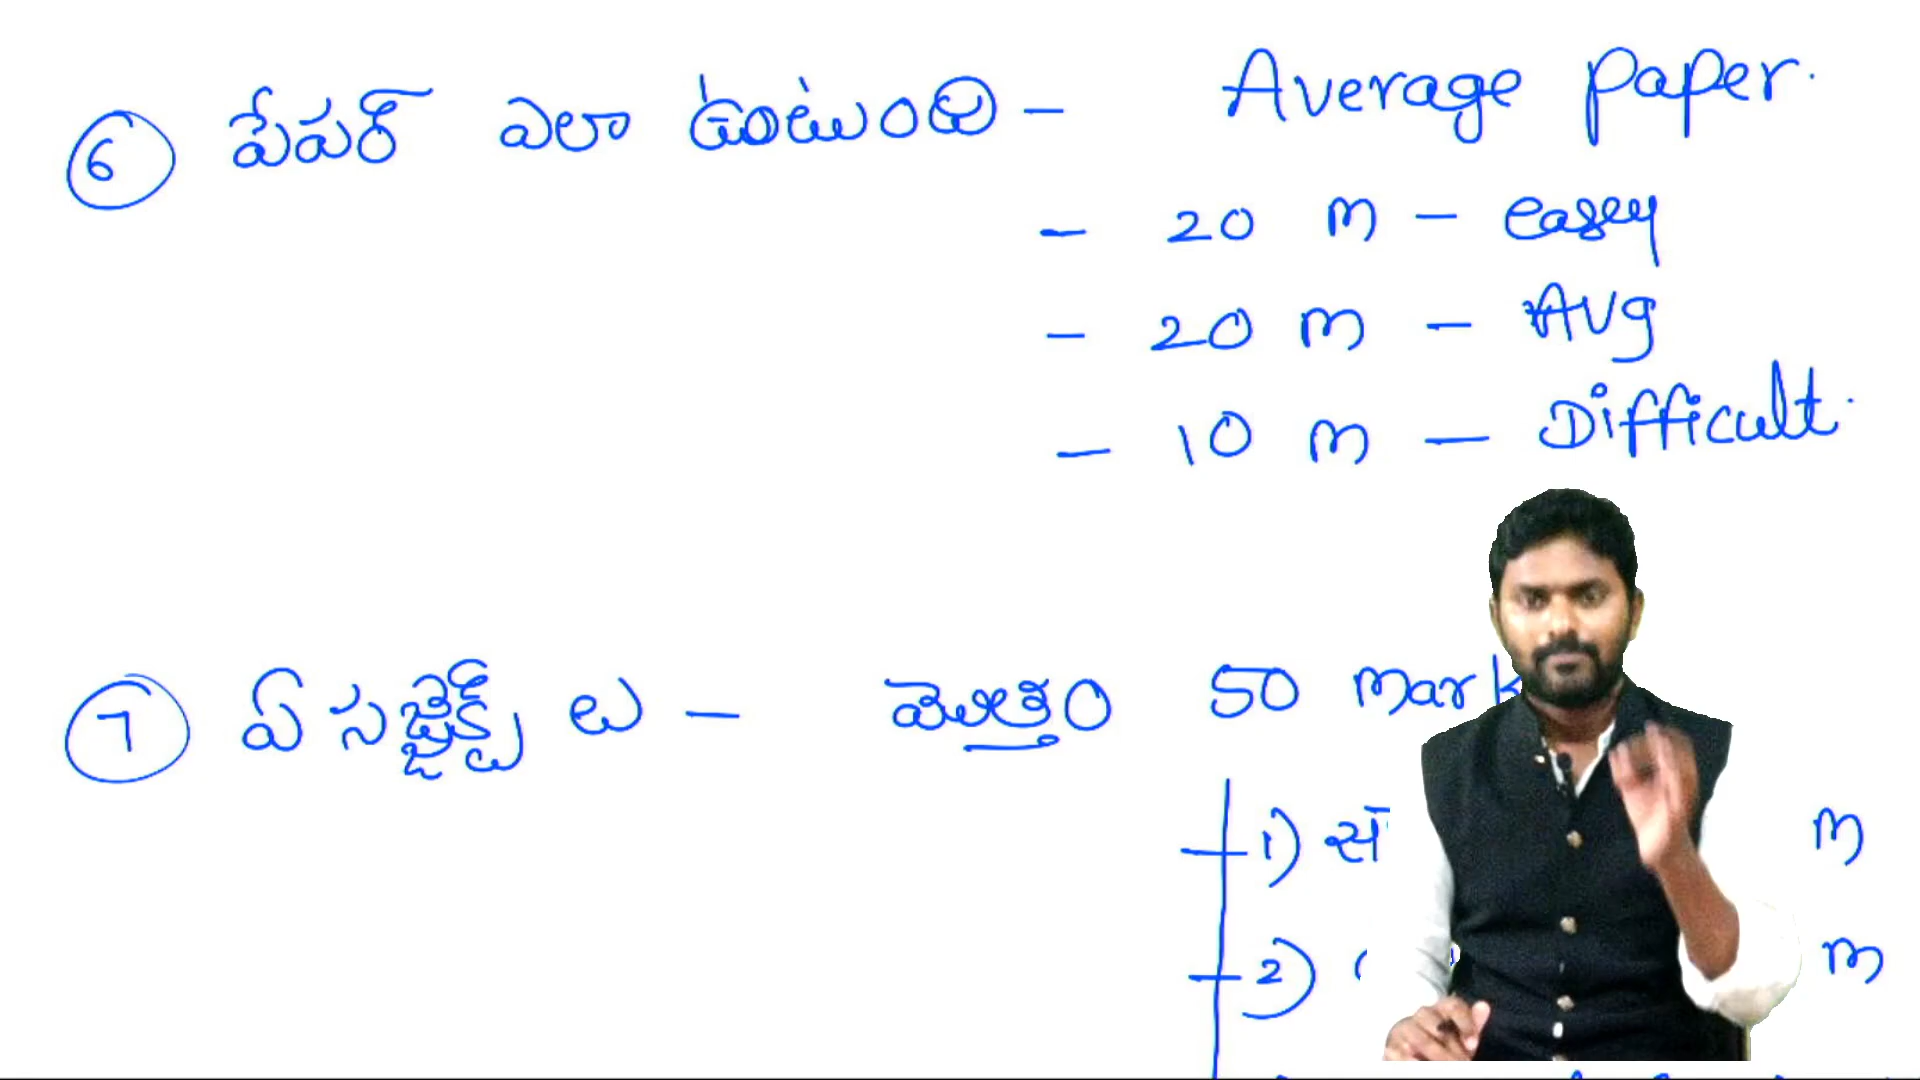 6 పేపర్ ఎలా ఉంటుంది - Average paper.
- 20 m - easy
- 20 m - Avg
- 10 m - Difficult.
7 ఏ సబ్జెక్ట్స్ లు - మొత్తం 50 mark
1) m
2) m